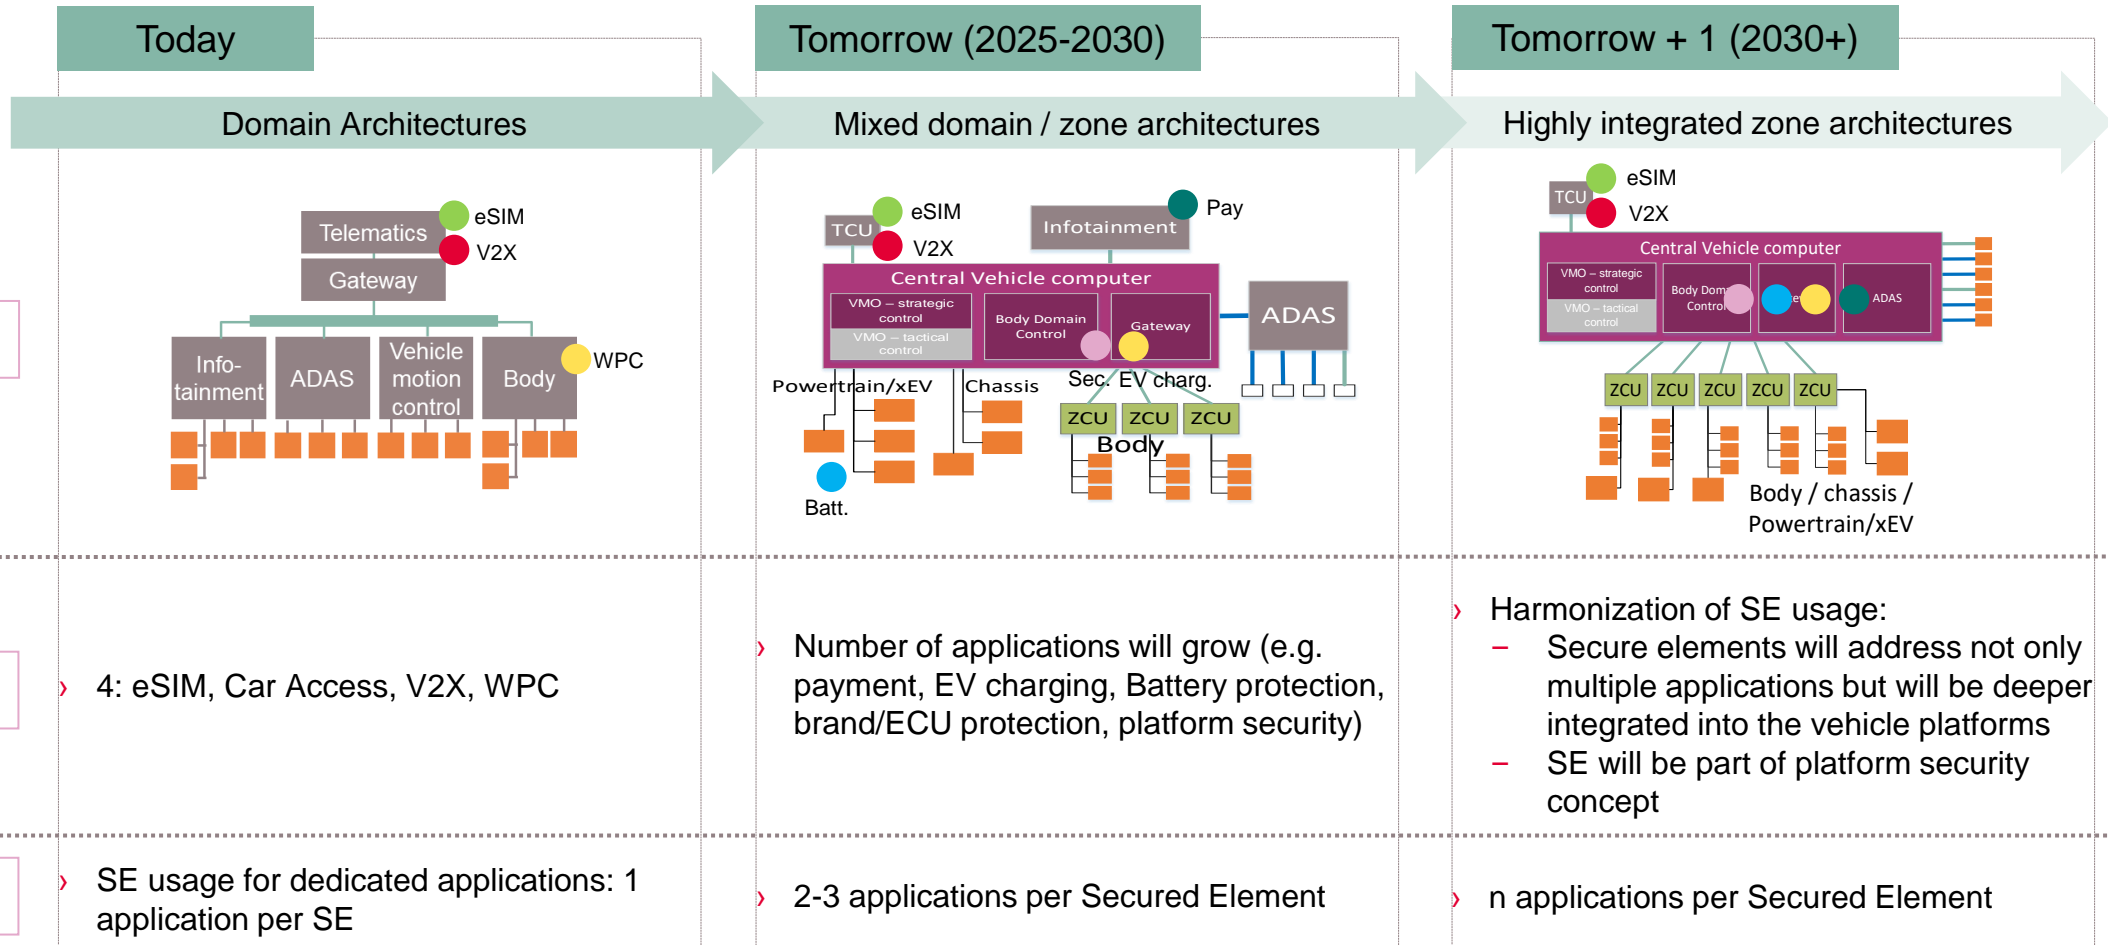 Today
Tomorrow (2025-2030)
Tomorrow + 1 (2030+)
Domain Architectures
Mixed domain / zone architectures
Highly integrated zone architectures
Telematics
eSIM
V2X
Gateway
Info-
tainment
ADAS
Vehicle
motion
control
Body
WPC
TCU
eSIM
V2X
Infotainment
Pay
Central Vehicle computer
VMO – strategic
control
VMO – tactical
control
Body Domain
Control
Gateway
ADAS
Powertrain/xEV
Chassis
Sec.
EV charg.
ZCU
ZCU
ZCU
Body
Batt.
TCU
eSIM
V2X
Central Vehicle computer
VMO – strategic
control
VMO – tactical
control
Body Dom
Control
ADAS
ZCU
ZCU
ZCU
ZCU
ZCU
Body / chassis /
Powertrain/xEV
› 4: eSIM, Car Access, V2X, WPC
› Number of applications will grow (e.g.
payment, EV charging, Battery protection,
brand/ECU protection, platform security)
› Harmonization of SE usage:
– Secure elements will address not only
multiple applications but will be deeper
integrated into the vehicle platforms
– SE will be part of platform security
concept
› SE usage for dedicated applications: 1
application per SE
› 2-3 applications per Secured Element
› n applications per Secured Element